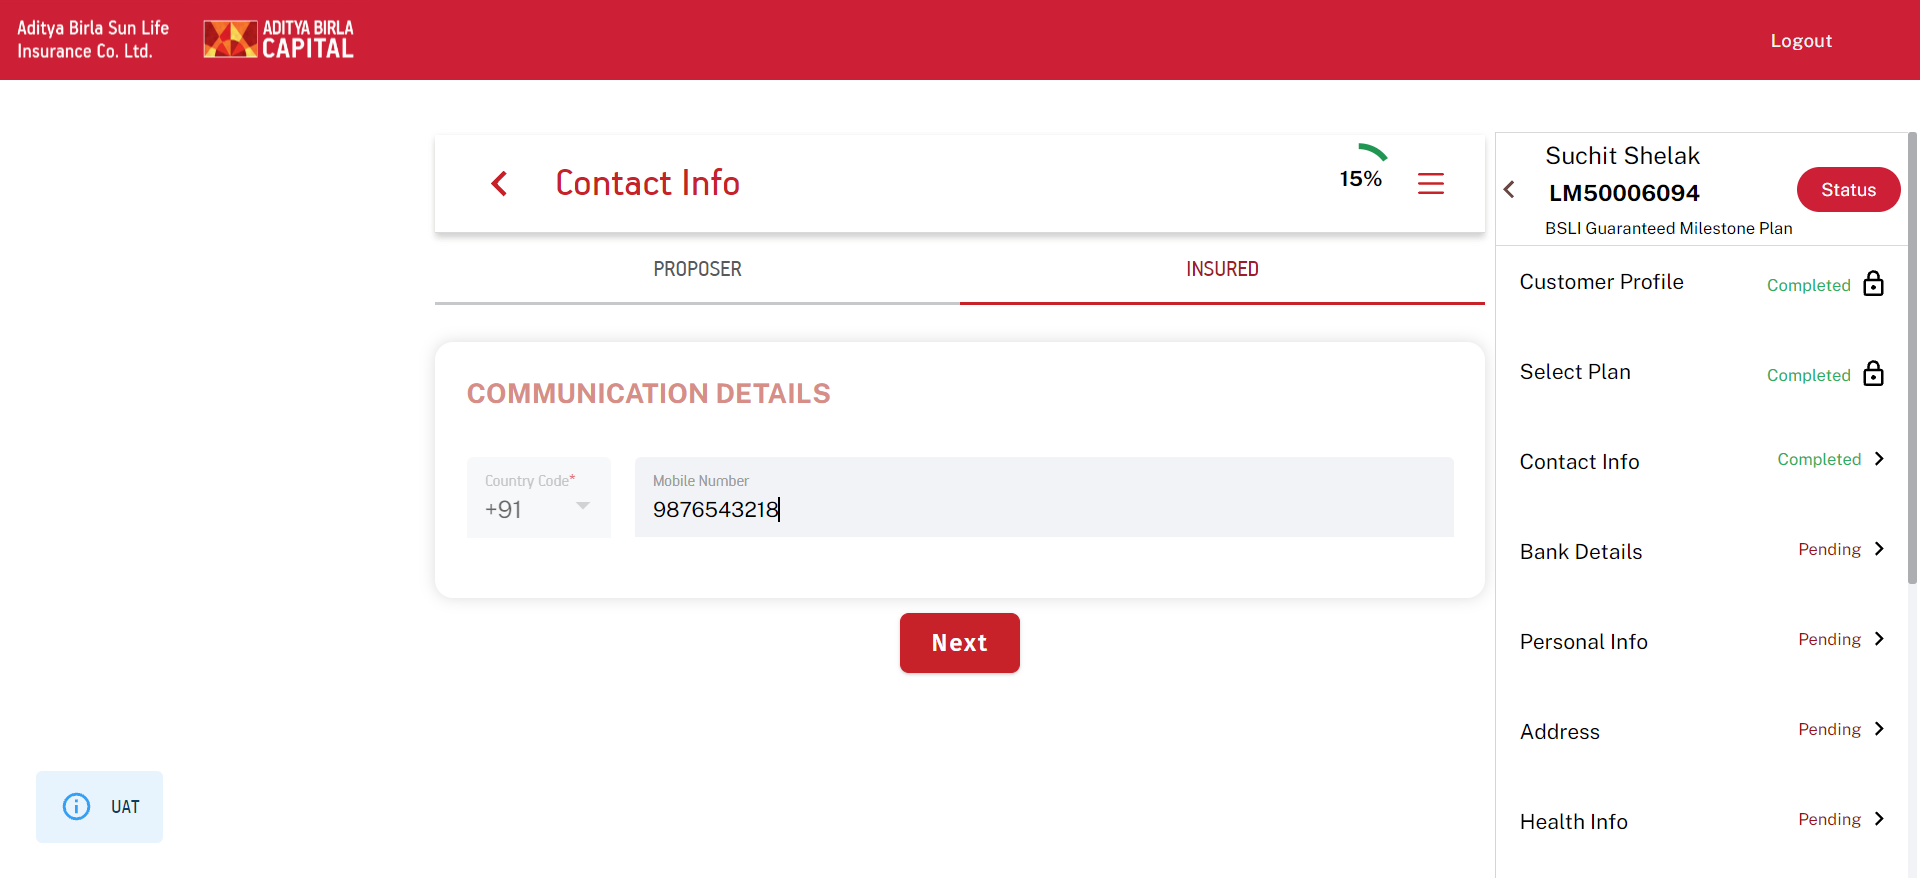 Aditya Birla Sun Life
Insurance Co. Ltd.
ADITYA BIRLA
CAPITAL
Logout
Contact Info
15%
PROPOSER
INSURED
COMMUNICATION DETAILS
Country Code*
+91
Mobile Number
9876543218
Next
UAT
Suchit Shelak
LM50006094
BSLI Guaranteed Milestone Plan
Status
Customer Profile Completed
Select Plan Completed
Contact Info Completed
Bank Details Pending
Personal Info Pending
Address Pending
Health Info Pending